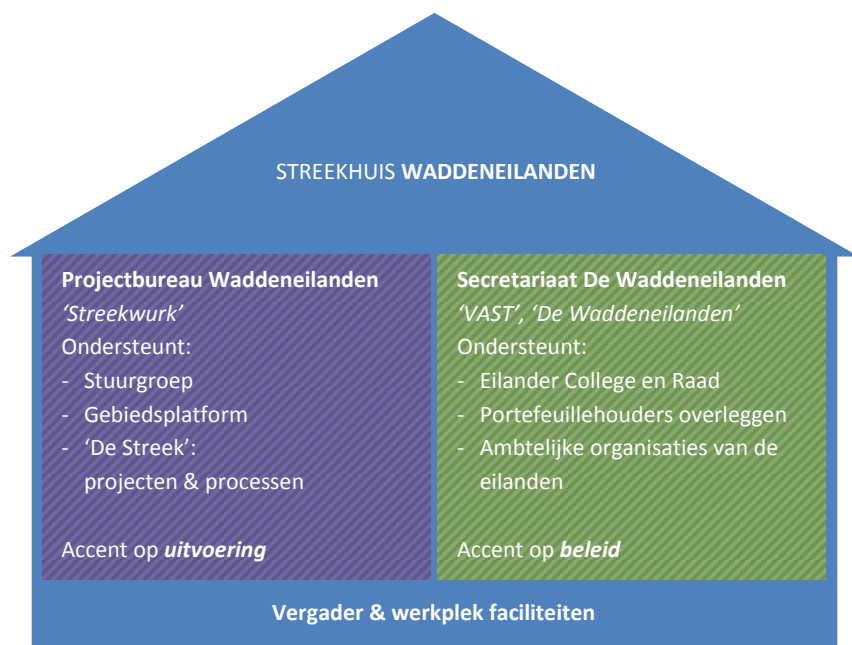 STREEKHUIS WADDENEILANDEN
Projectbureau Waddeneilanden
‘Streekwurk’
Ondersteunt:
- Stuurgroep
- Gebiedsplatform
- ‘De Streek’:
projecten & processen
Accent op uitvoering
Secretariaat De Waddeneilanden
‘VAST’, ‘De Waddeneilanden’
Ondersteunt:
- Eilander College en Raad
- Portefeuillehouders overleggen
- Ambtelijke organisaties van de
eilanden
Accent op beleid
Vergader & werkplek faciliteiten